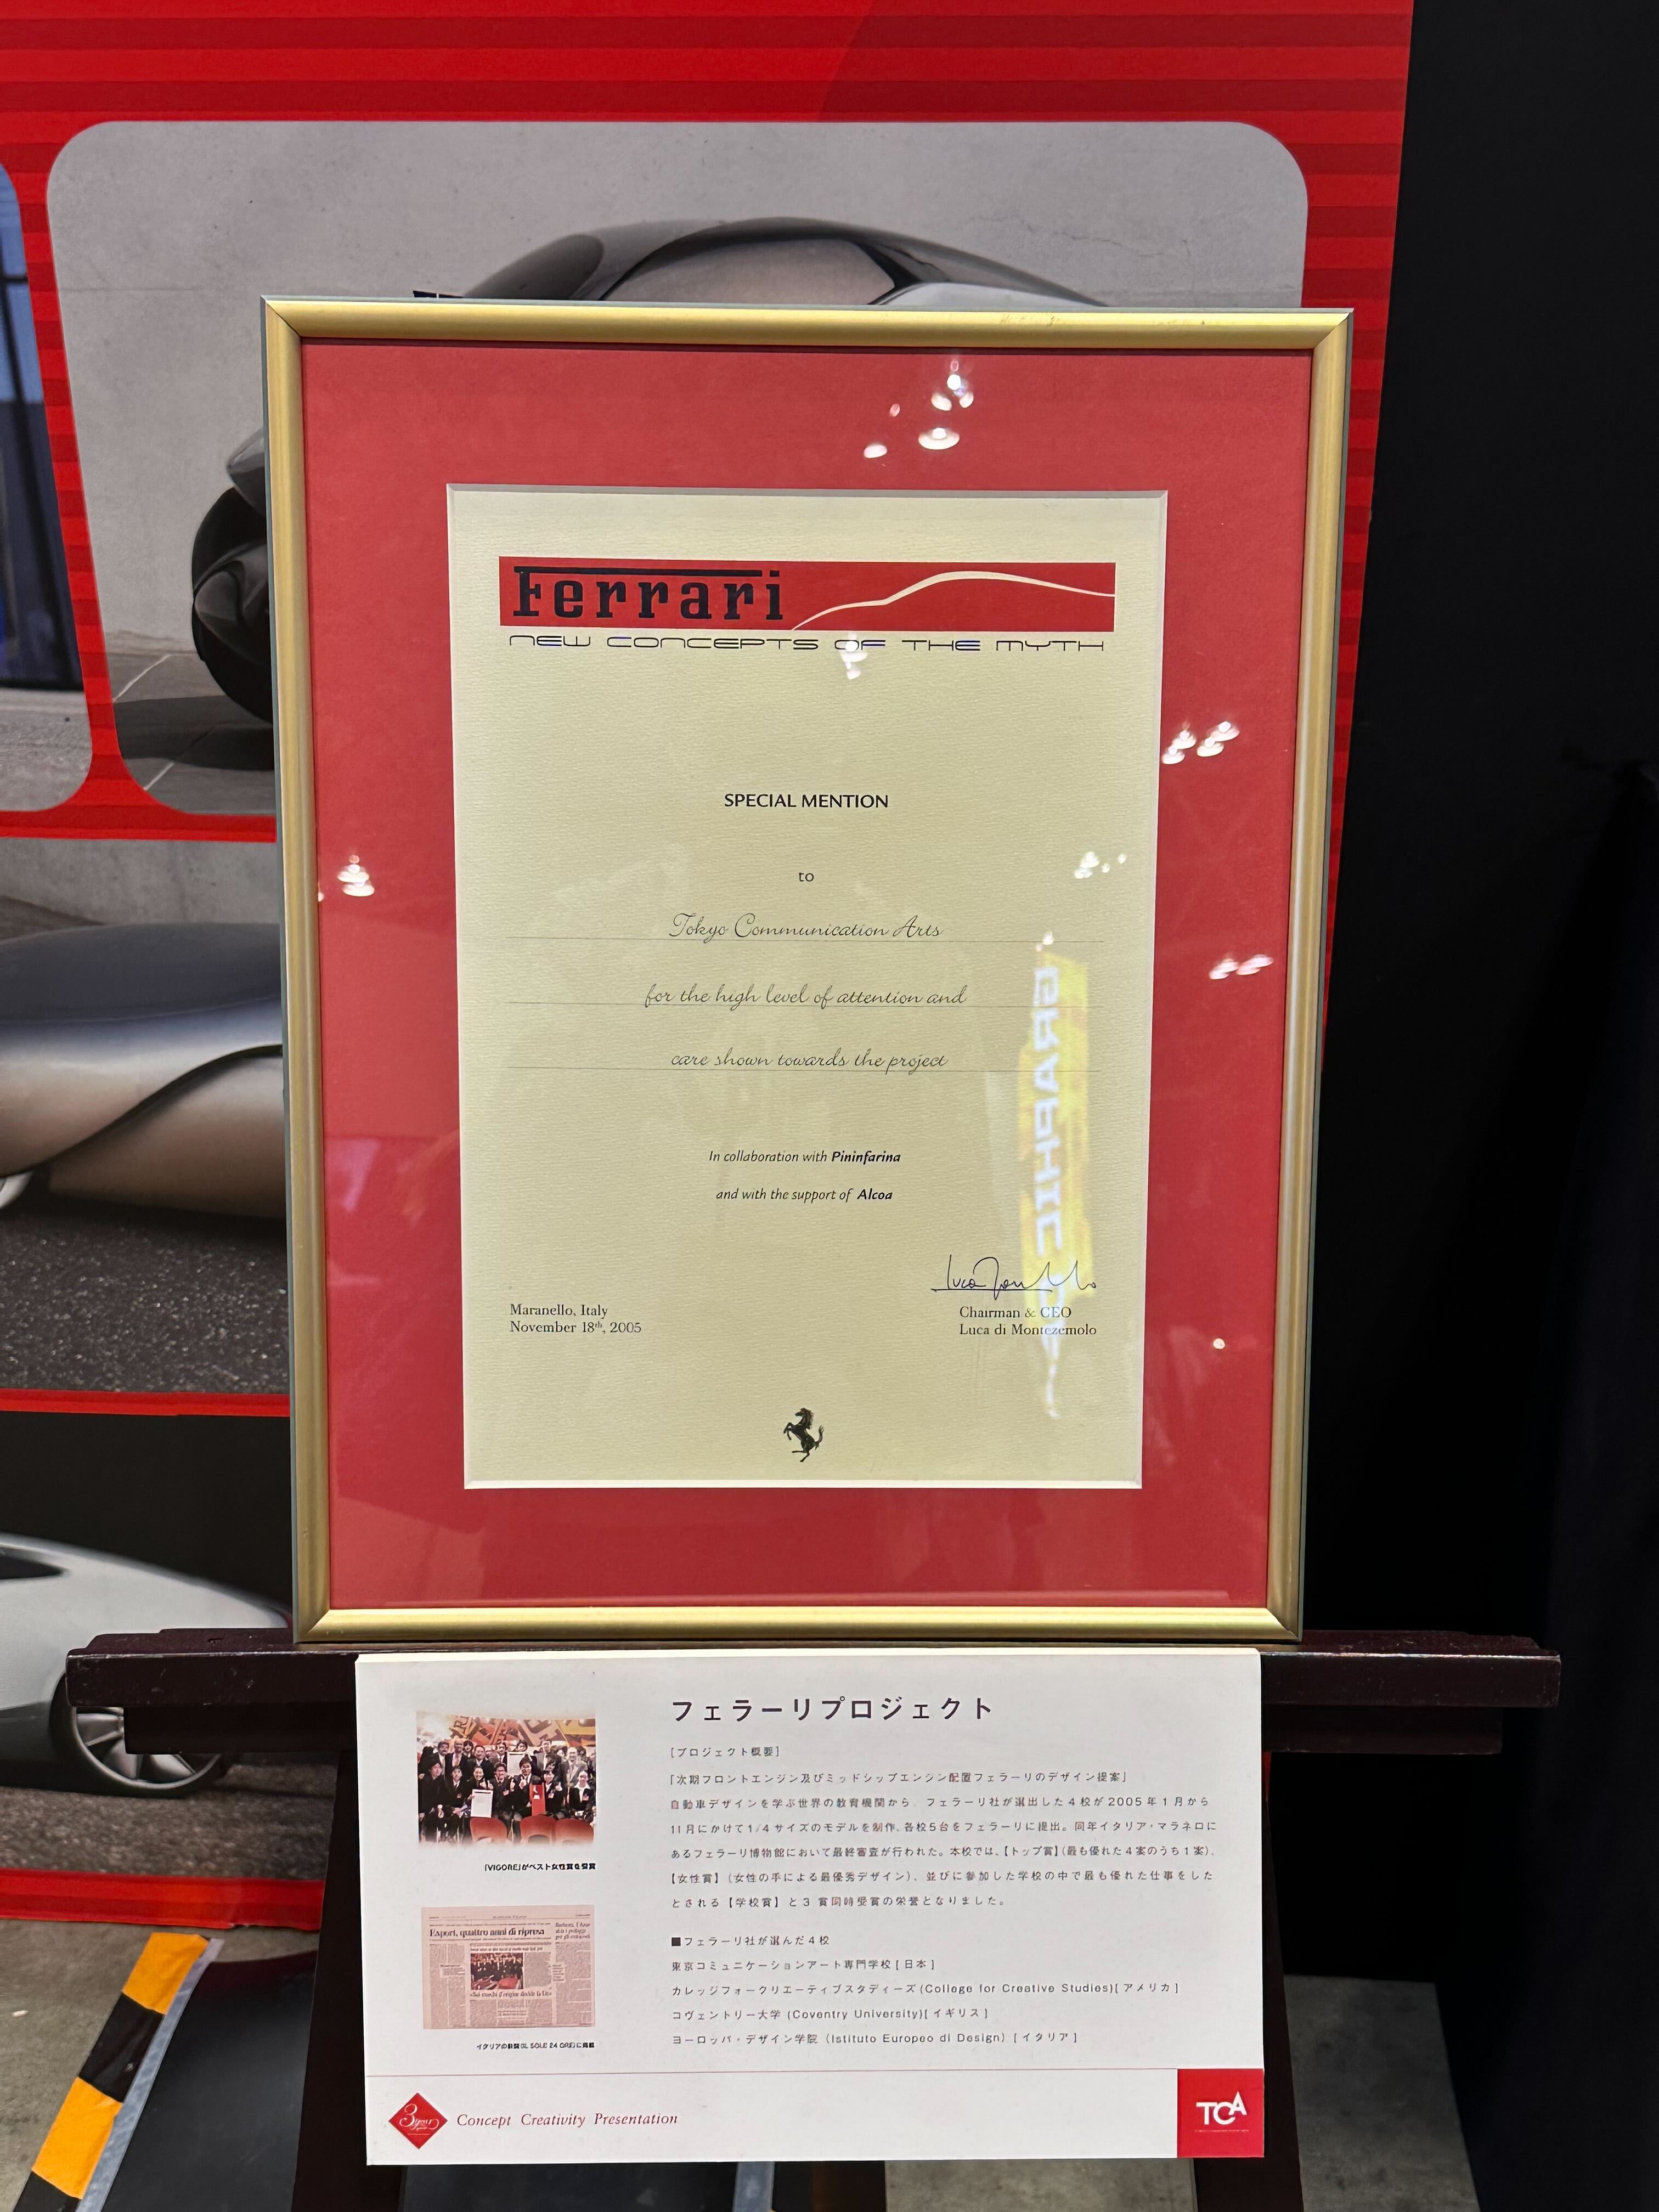 Ferrari
NEW CONCEPTS OF THE MYTH
SPECIAL MENTION
to
Tokyo Communication Arts
for the high level of attention and
care shown towards the project
In collaboration with Pininfarina
and with the support of Alcoa
Maranello, Italy
November 18th, 2005
Chairman & CEO
Luca di Montezemolo
フェラーリプロジェクト
[プロジェクト概要]
「次期フロントエンジン及びミッドシップエンジン配置フェラーリのデザイン提案」
自動車デザインを学ぶ世界の教育機関から、フェラーリ社が選出した4校が2005年1月から
11月にかけて1/4サイズのモデルを制作、各校5台をフェラーリに提出。同年イタリア・マラネロに
あるフェラーリ博物館において最終審査が行われた。本校では、【トップ賞】(最も優れた4案のうち1案)、
【女性賞】(女性の手による最優秀デザイン)、並びに参加した学校の中で最も優れた仕事をした
とされる【学校賞】と3賞同時受賞の栄誉となりました。
■フェラーリ社が選んだ4校
東京コミュニケーションアート専門学校[日本]
カレッジフォークリエーティブスタディーズ(College for Creative Studies)[アメリカ]
コヴェントリー大学(Coventry University)[イギリス]
ヨーロッパ・デザイン学院(Istituto Europeo di Design)[イタリア]
「VIGORE」がベスト女性賞を受賞
Esport, quattro anni di ripresa
イタリアの新聞(IL SOLE 24 ORE)に掲載
Concept Creativity Presentation
TCA